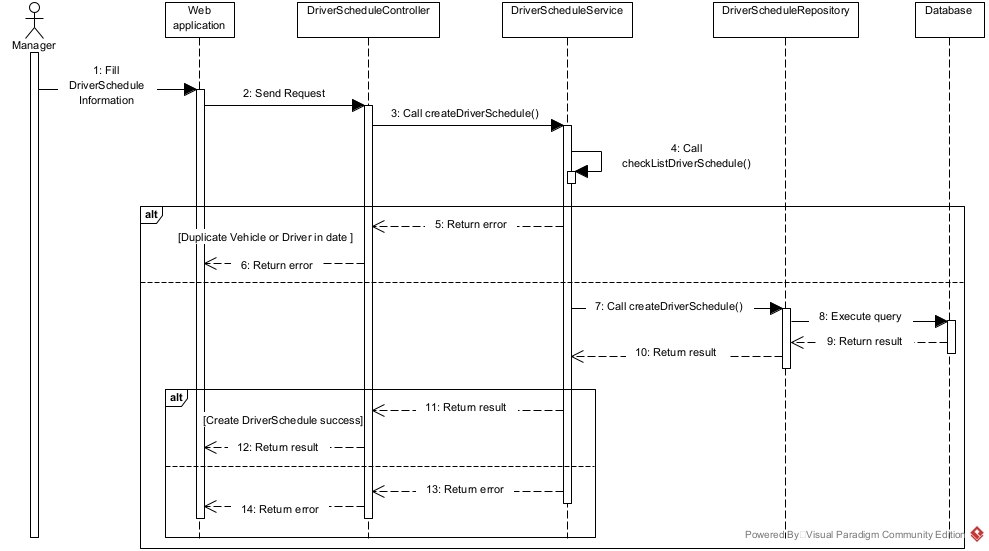 Web
application
DriverScheduleController
DriverScheduleService
DriverScheduleRepository
Database
Manager
1: Fill
DriverSchedule
Information
2: Send Request
3: Call createDriverSchedule()
4: Call
checkListDriverSchedule()
alt
5: Return error
[Duplicate Vehicle or Driver in date ]
6: Return error
7: Call createDriverSchedule()
8: Execute query
9: Return result
10: Return result
alt
11: Return result
[Create DriverSchedule success]
12: Return result
13: Return error
14: Return error
Powered By Visual Paradigm Community Edition